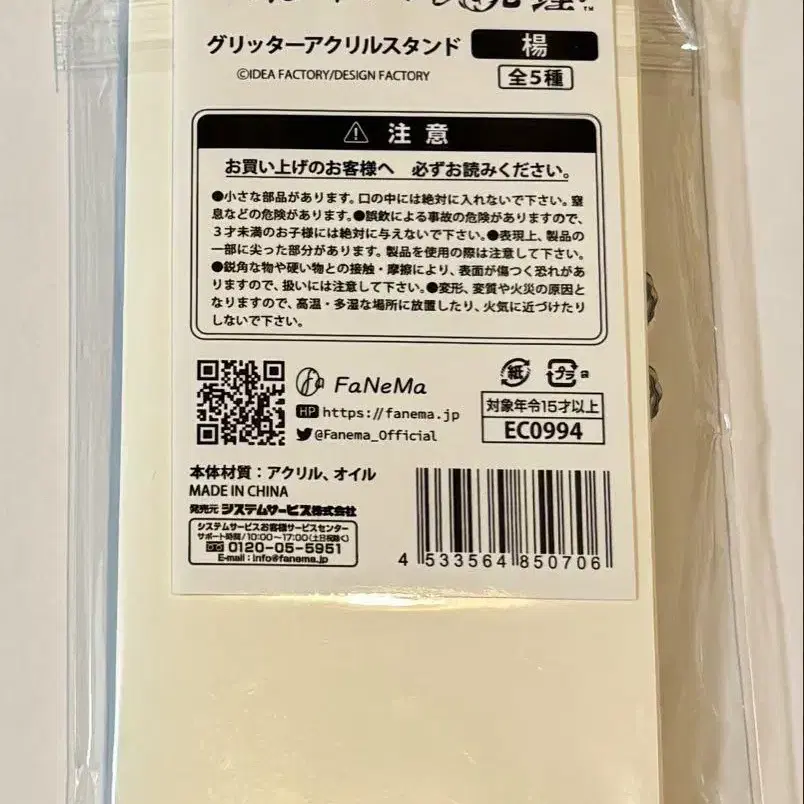 グリッターアクリルスタンド 楊
©IDEA FACTORY/DESIGN FACTORY 全5種
⚠ 注意
お買い上げのお客様へ 必ずお読みください。
●小さな部品があります。口の中には絶対に入れないで下さい。窒
息などの危険があります。●誤飲による事故の危険がありますので、
3才未満のお子様には絶対に与えないで下さい。●表現上、製品の
一部に尖った部分があります。製品を使用の際は注意して下さい。
●鋭角な物や硬い物との接触・摩擦により、表面が傷つく恐れがあ
りますので、扱いには注意して下さい。●変形、変質や火災の原因と
なりますので、高温・多湿な場所に放置したり、火気に近づけたり
しないで下さい。
FaNeMa
HP https://fanema.jp
@Fanema_Official
紙 プラ
対象年令15才以上
EC0994
本体材質：アクリル、オイル
MADE IN CHINA
発売元 システムサービス株式会社
システムサービスお客様サービスセンター
サポート時間/10:00～17:00(土日祝除く)
0120-05-5951
E-mail：info@fanema.jp
4 533564 850706